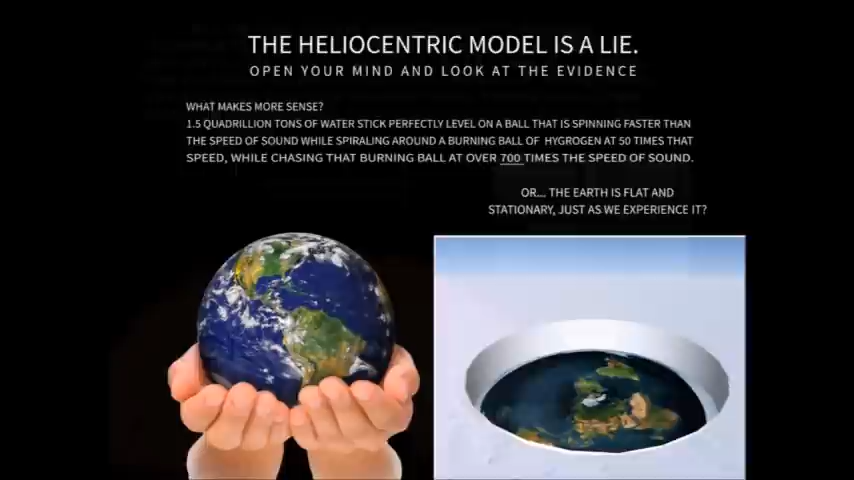 THE HELIOCENTRIC MODEL IS A LIE.
OPEN YOUR MIND AND LOOK AT THE EVIDENCE
WHAT MAKES MORE SENSE?
1.5 QUADRILLION TONS OF WATER STICK PERFECTLY LEVEL ON A BALL THAT IS SPINNING FASTER THAN
THE SPEED OF SOUND WHILE SPIRALING AROUND A BURNING BALL OF HYGROGEN AT 50 TIMES THAT
SPEED, WHILE CHASING THAT BURNING BALL AT OVER 700 TIMES THE SPEED OF SOUND.
OR... THE EARTH IS FLAT AND
STATIONARY, JUST AS WE EXPERIENCE IT?